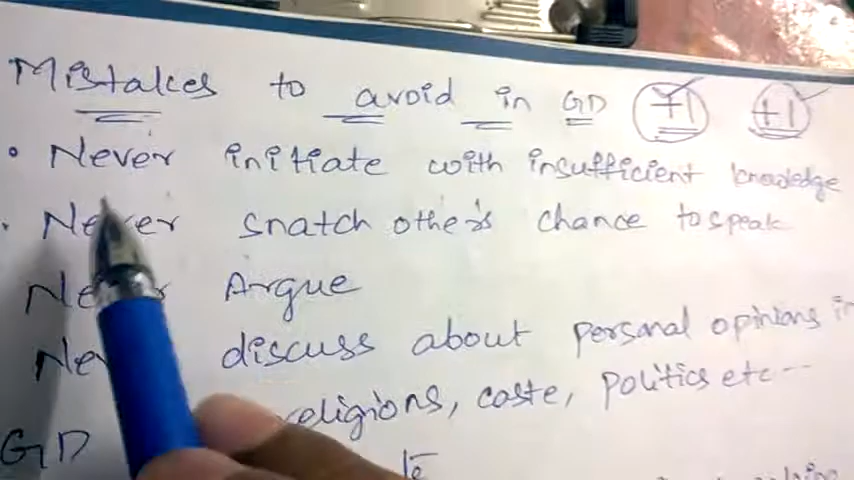 Mistakes to avoid in GD +1 +1
• Never initiate with insufficient knowledge
• Never snatch other's chance to speak
Never Argue
discuss about personal opinions in
religions, caste, politics etc--
GD